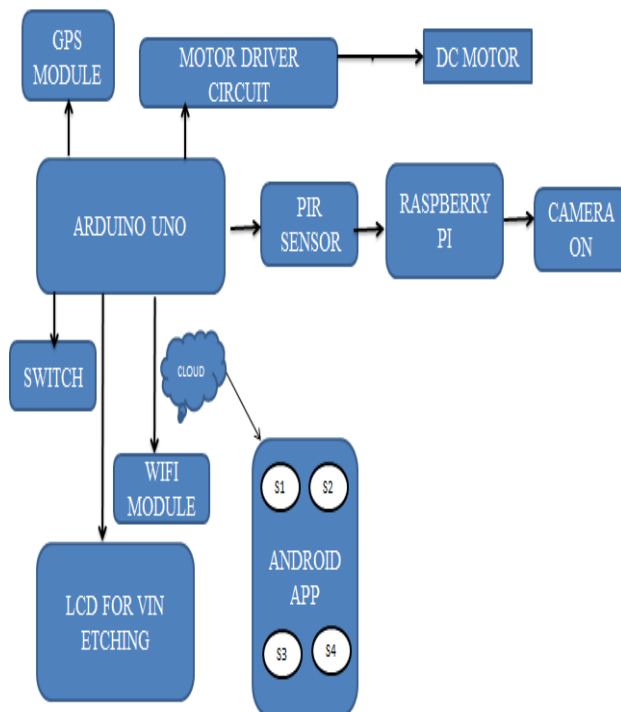 GPS
MODULE
MOTOR DRIVER
CIRCUIT
DC MOTOR
ARDUINO UNO
PIR
SENSOR
RASPBERRY
PI
CAMERA
ON
SWITCH
CLOUD
WIFI
MODULE
LCD FOR VIN
ETCHING
S1
S2
ANDROID
APP
S3
S4